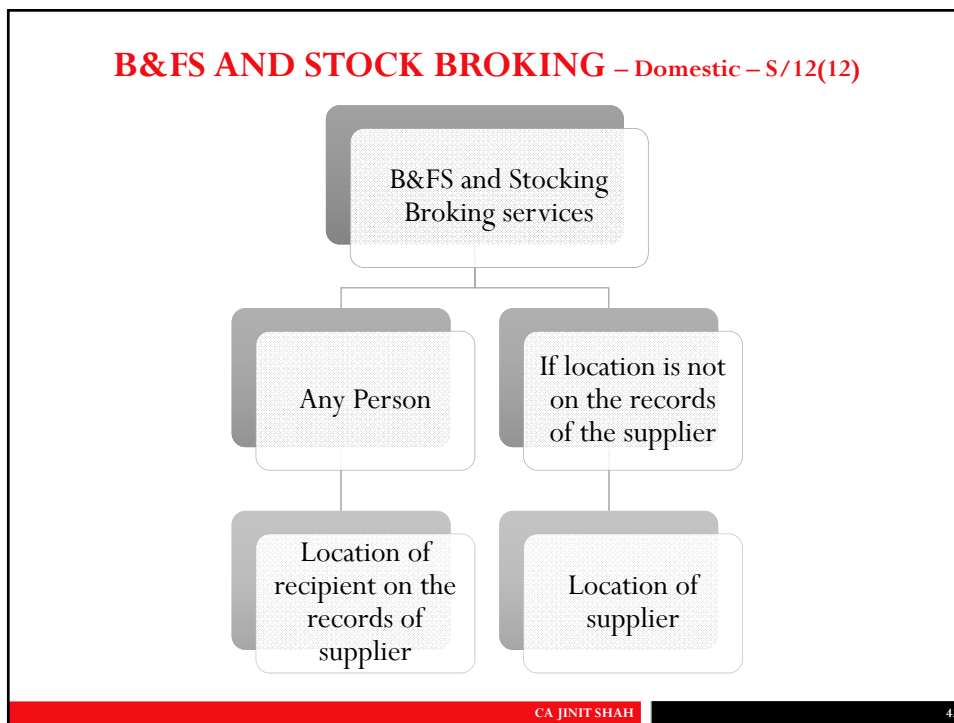 B&FS AND STOCK BROKING – Domestic – S/12(12)
B&FS and Stocking
Broking services
Any Person
If location is not
on the records
of the supplier
Location of
recipient on the
records of
supplier
Location of
supplier
CA JINIT SHAH